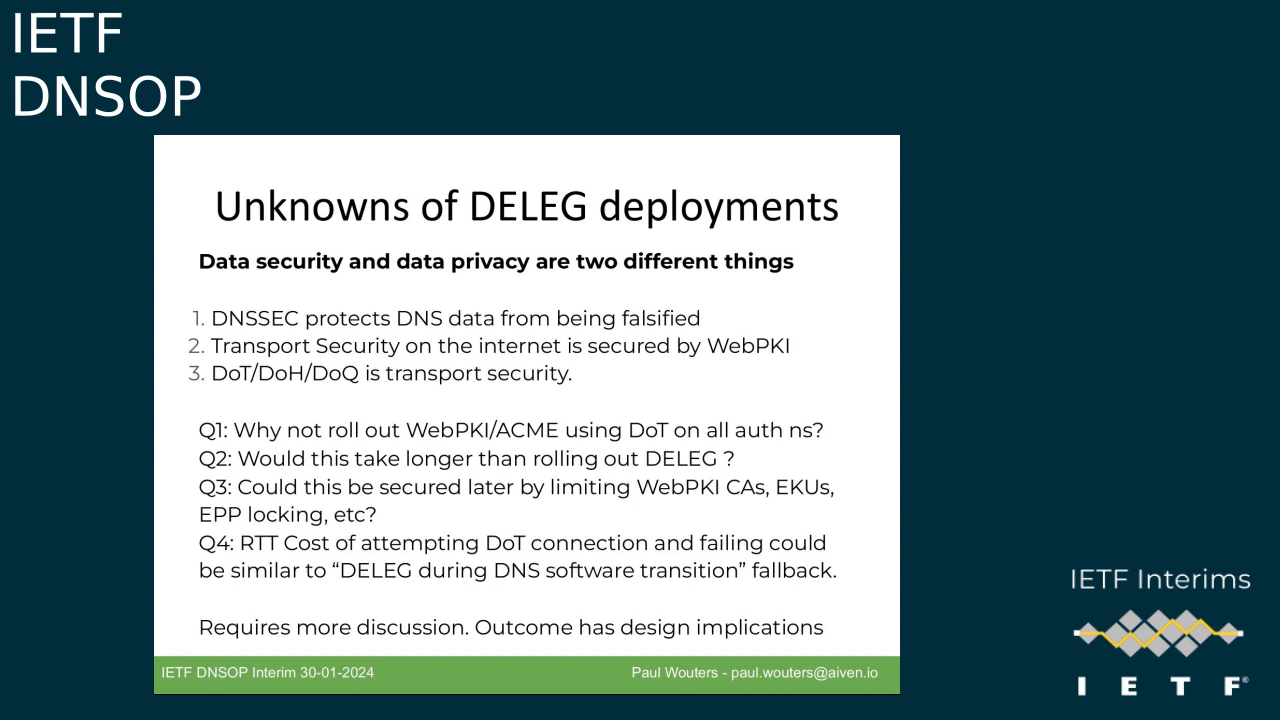 IETF
DNSOP
Unknowns of DELEG deployments
Data security and data privacy are two different things
1. DNSSEC protects DNS data from being falsified
2. Transport Security on the internet is secured by WebPKI
3. DoT/DoH/DoQ is transport security.
Q1: Why not roll out WebPKI/ACME using DoT on all auth ns?
Q2: Would this take longer than rolling out DELEG ?
Q3: Could this be secured later by limiting WebPKI CAs, EKUs,
EPP locking, etc?
Q4: RTT Cost of attempting DoT connection and failing could
be similar to “DELEG during DNS software transition” fallback.
Requires more discussion. Outcome has design implications
IETF DNSOP Interim 30-01-2024
Paul Wouters - paul.wouters@aiven.io
IETF Interims
I E T F®